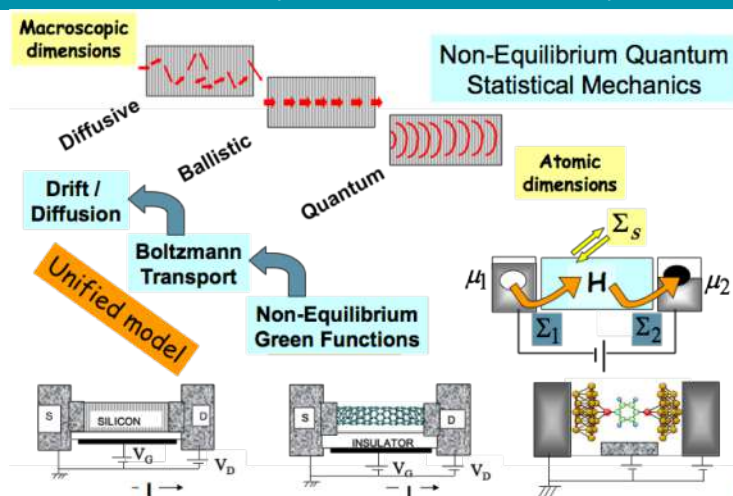 Macroscopic
dimensions
Non-Equilibrium Quantum
Statistical Mechanics
Diffusive
Ballistic
Quantum
Atomic
dimensions
Drift /
Diffusion
Boltzmann
Transport
Non-Equilibrium
Green Functions
Unified model
Σs
μ1
H
μ2
Σ1
Σ2
S
SILICON
D
VG
VD
I
S
INSULATOR
D
VG
VD
I